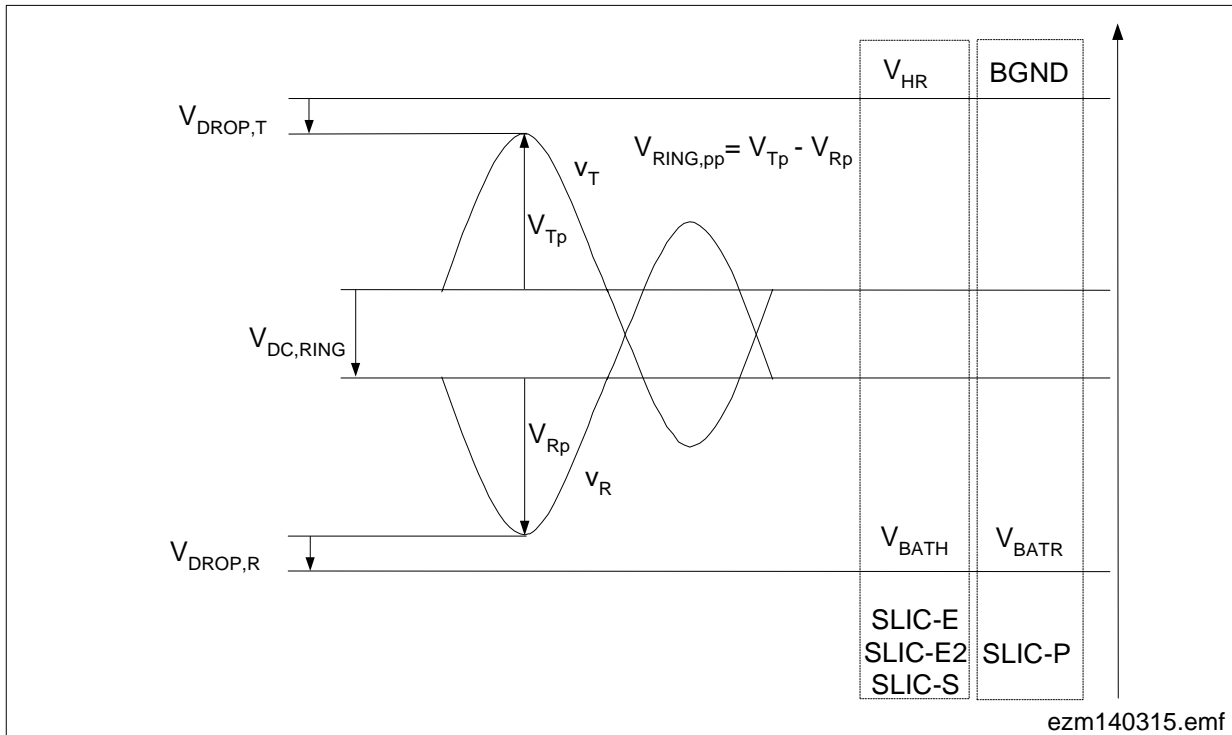 V_HR
BGND
V_DROP,T
V_RING,pp = V_Tp - V_Rp
v_T
V_Tp
V_DC,RING
V_Rp
v_R
V_DROP,R
V_BATH
V_BATR
SLIC-E
SLIC-E2
SLIC-S
SLIC-P
ezm140315.emf